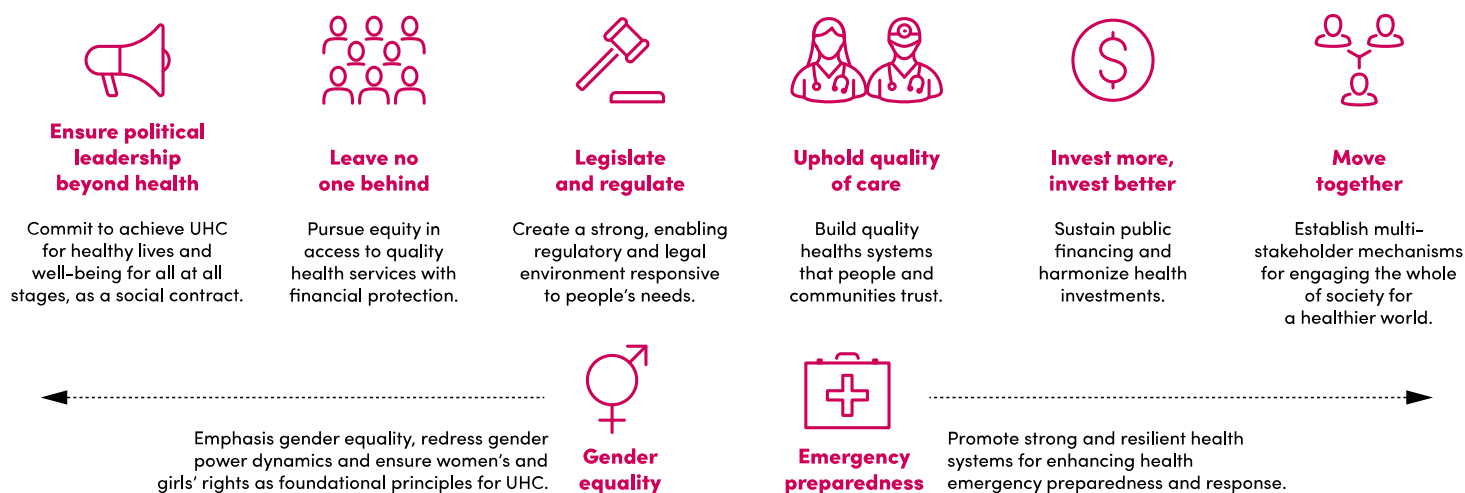 Ensure political
leadership
beyond health
Commit to achieve UHC
for healthy lives and
well-being for all at all
stages, as a social contract.
Leave no
one behind
Pursue equity in
access to quality
health services with
financial protection.
Legislate
and regulate
Create a strong, enabling
regulatory and legal
environment responsive
to people's needs.
Uphold quality
of care
Build quality
healths systems
that people and
communities trust.
Invest more,
invest better
Sustain public
financing and
harmonize health
investments.
Move
together
Establish multi-
stakeholder mechanisms
for engaging the whole
of society for
a healthier world.
Emphasis gender equality, redress gender
power dynamics and ensure women's and
girls' rights as foundational principles for UHC.
Gender
equality
Emergency
preparedness
Promote strong and resilient health
systems for enhancing health
emergency preparedness and response.